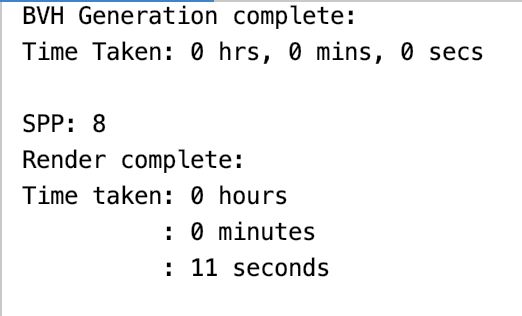 BVH Generation complete:
Time Taken: 0 hrs, 0 mins, 0 secs
SPP: 8
Render complete:
Time taken: 0 hours
: 0 minutes
: 11 seconds